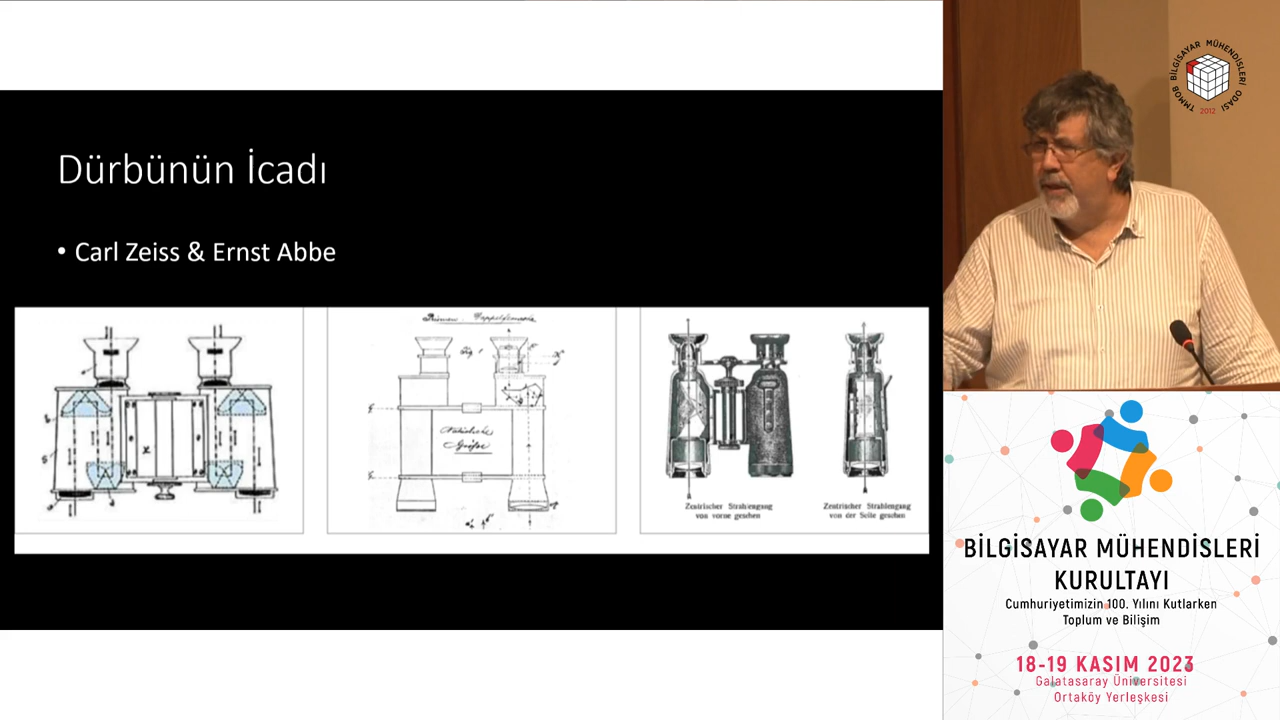 Dürbünün İcadı
• Carl Zeiss & Ernst Abbe
Zentrischer Strahlengang
von vorne gesehen
Zentrischer Strahlengang
von der Seite gesehen
TMMOB BİLGİSAYAR MÜHENDİSLERİ ODASI
2012
BİLGİSAYAR MÜHENDİSLERİ
KURULTAYI
Cumhuriyetimizin 100. Yılını Kutlarken
Toplum ve Bilişim
18-19 KASIM 2023
Galatasaray Üniversitesi
Ortaköy Yerleşkesi